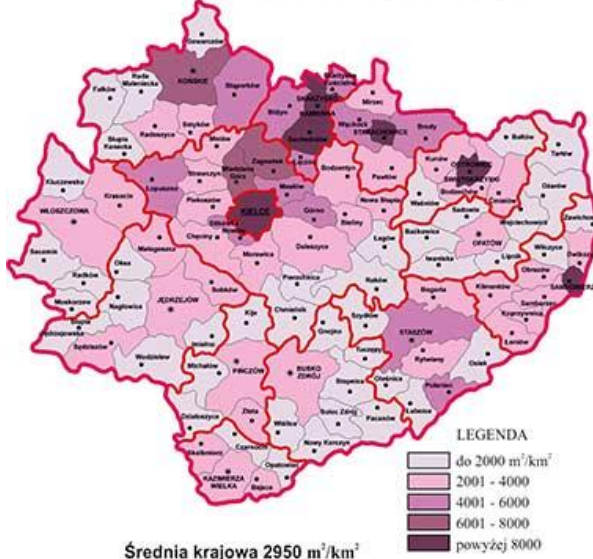 Gowarczów
KOŃSKIE
Stąporków
Ruda
Maleniecka
Fałków
Słupia
Konecka
Radoszyce
Smyków
Mniów
SKARŻYSKO
KAMIENNA
Bliżyn
Suchedniów
Mirzec
Wąchock
STARACHOWICE
Brody
Kunów
OSTROWIEC
ŚWIĘTOKRZYSKI
Bodzechów
Bałtów
Tarłów
Ożarów
Ćmielów
Sadowie
Wojciechowice
Zawichost
Kluczewsko
Krasocin
WŁOSZCZOWA
Secemin
Radków
Moskorzew
Łopuszno
Strawczyn
Miedziana
Góra
Zagnańsk
Łączna
Bodzentyn
Pawłów
Waśniów
Nowa Słupia
Masłów
Górno
Bieliny
Piekoszów
KIELCE
Sitkówka
Nowiny
Chęciny
Morawica
Daleszyce
Łagów
Baćkowice
OPATÓW
Iwaniska
Lipnik
Wilczyce
Dwikozy
Obrazów
SANDOMIERZ
Samborzec
Klimontów
Koprzywnica
Łoniów
Małogoszcz
Oksa
JĘDRZEJÓW
Nagłowice
Słupia
Sędziszów
Wodzisław
Sobków
Imielno
Kije
Pierzchnica
Chmielnik
Raków
Gnojno
Szydłów
Bogoria
STASZÓW
Rytwiany
Osiek
Połaniec
Łubnice
Oleśnica
Tuczępy
Stopnica
Pacanów
Solec Zdrój
BUSKO
ZDRÓJ
PIŃCZÓW
Michałów
Działoszyce
Złota
Wiślica
Nowy Korczyn
Czarnocin
Opatowiec
Skalbmierz
KAZIMIERZA
WIELKA
Bejsce
LEGENDA
do 2000 m²/km²
2001 - 4000
4001 - 6000
6001 - 8000
powyżej 8000
Średnia krajowa 2950 m²/km²